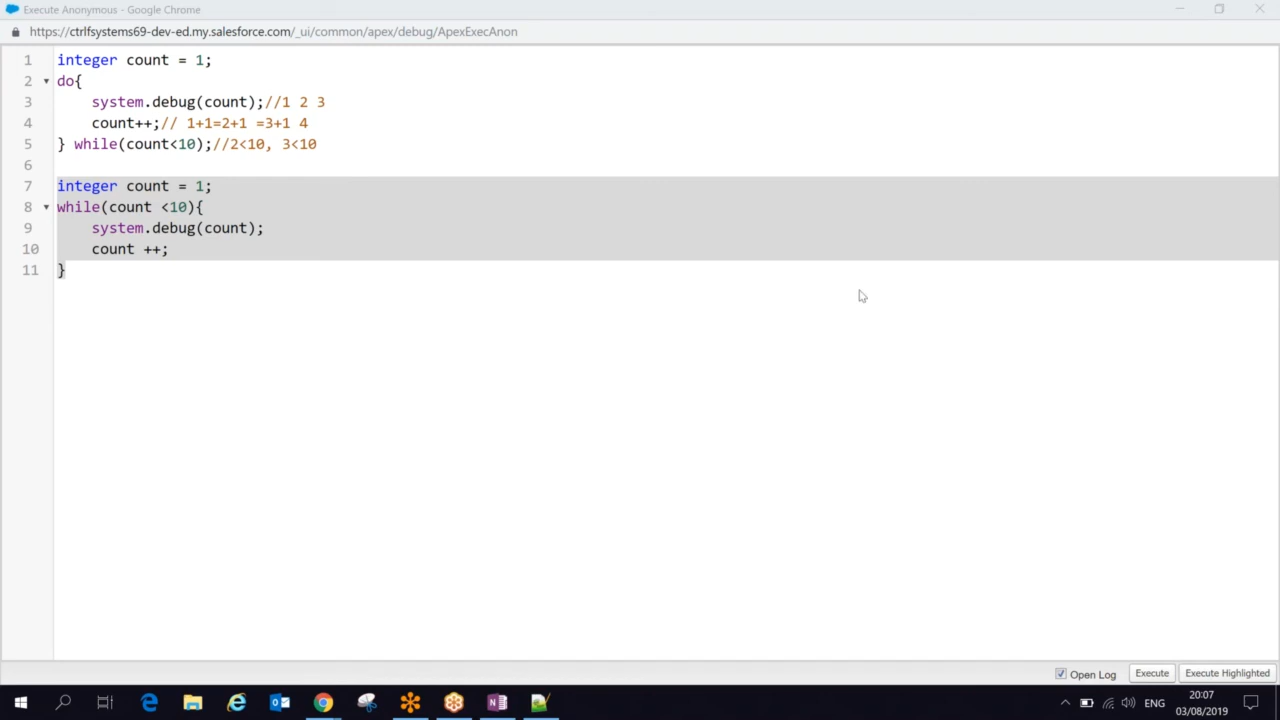 Execute Anonymous - Google Chrome
https://ctrlfsystems69-dev-ed.my.salesforce.com/_ui/common/apex/debug/ApexExecAnon
1 integer count = 1;
2 do{
3 system.debug(count);//1 2 3
4 count++;// 1+1=2+1 =3+1 4
5 } while(count<10);//2<10, 3<10
6
7 integer count = 1;
8 while(count <10){
9 system.debug(count);
10 count ++;
11 }
Open Log Execute Execute Highlighted
ENG
20:07
03/08/2019